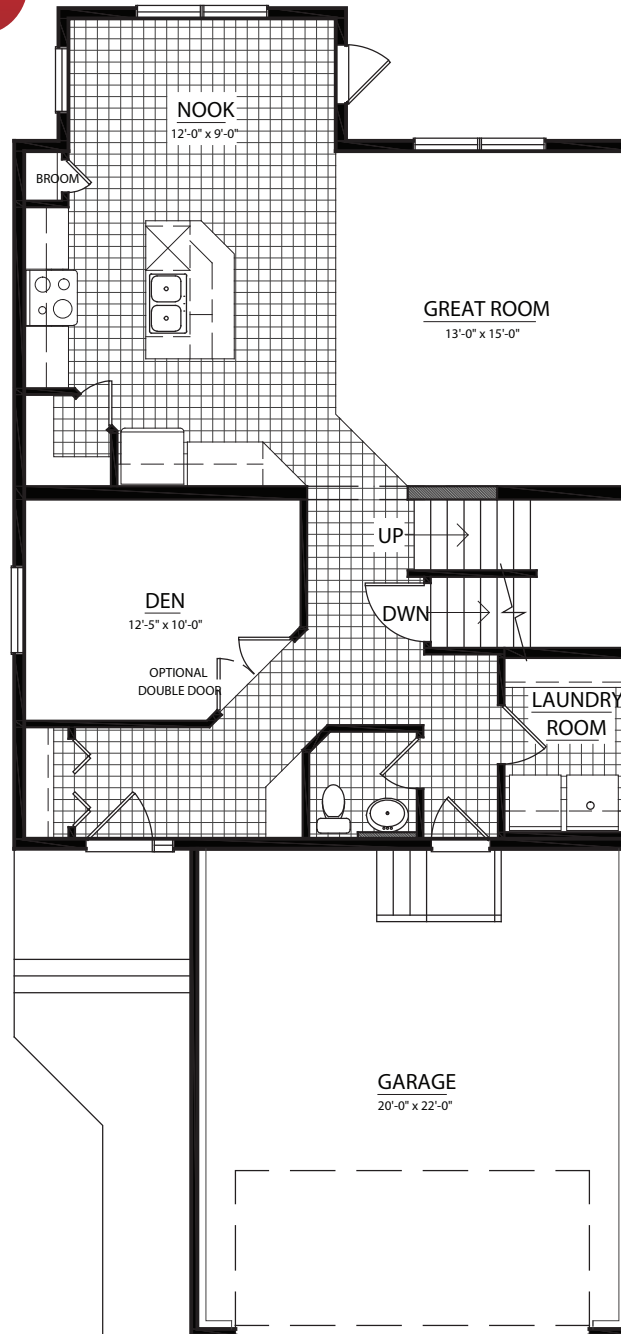 NOOK
12'-0" x 9'-0"
BROOM
GREAT ROOM
13'-0" x 15'-0"
UP
DWN
DEN
12'-5" x 10'-0"
OPTIONAL
DOUBLE DOOR
LAUNDRY
ROOM
GARAGE
20'-0" x 22'-0"